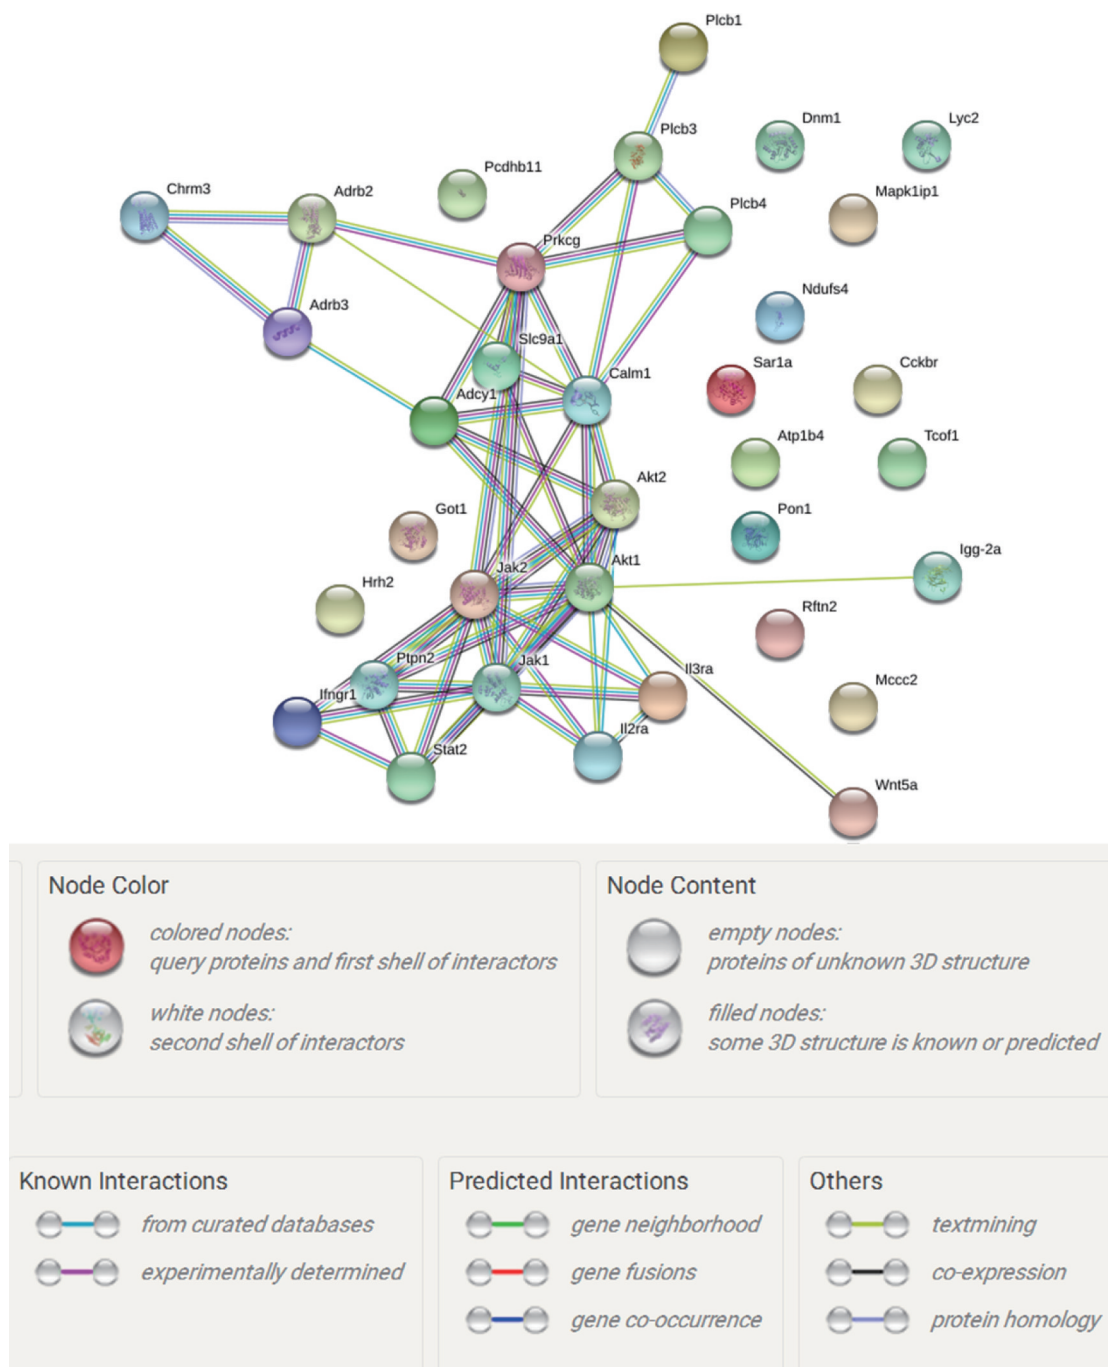 Plcb1
Dnm1
Lyc2
Plcb3
Pcdhb11
Chrm3
Adrb2
Mapk1ip1
Plcb4
Prkcg
Ndufs4
Adrb3
Slc9a1
Sar1a
Cckbr
Calm1
Adcy1
Atp1b4
Tcof1
Akt2
Got1
Pon1
Igg-2a
Jak2
Akt1
Hrh2
Rftn2
Ptpn2
Jak1
Il3ra
Mccc2
Ifngr1
Il2ra
Stat2
Wnt5a
Node Color
colored nodes:
query proteins and first shell of interactors
white nodes:
second shell of interactors
Node Content
empty nodes:
proteins of unknown 3D structure
filled nodes:
some 3D structure is known or predicted
Known Interactions
from curated databases
experimentally determined
Predicted Interactions
gene neighborhood
gene fusions
gene co-occurrence
Others
textmining
co-expression
protein homology